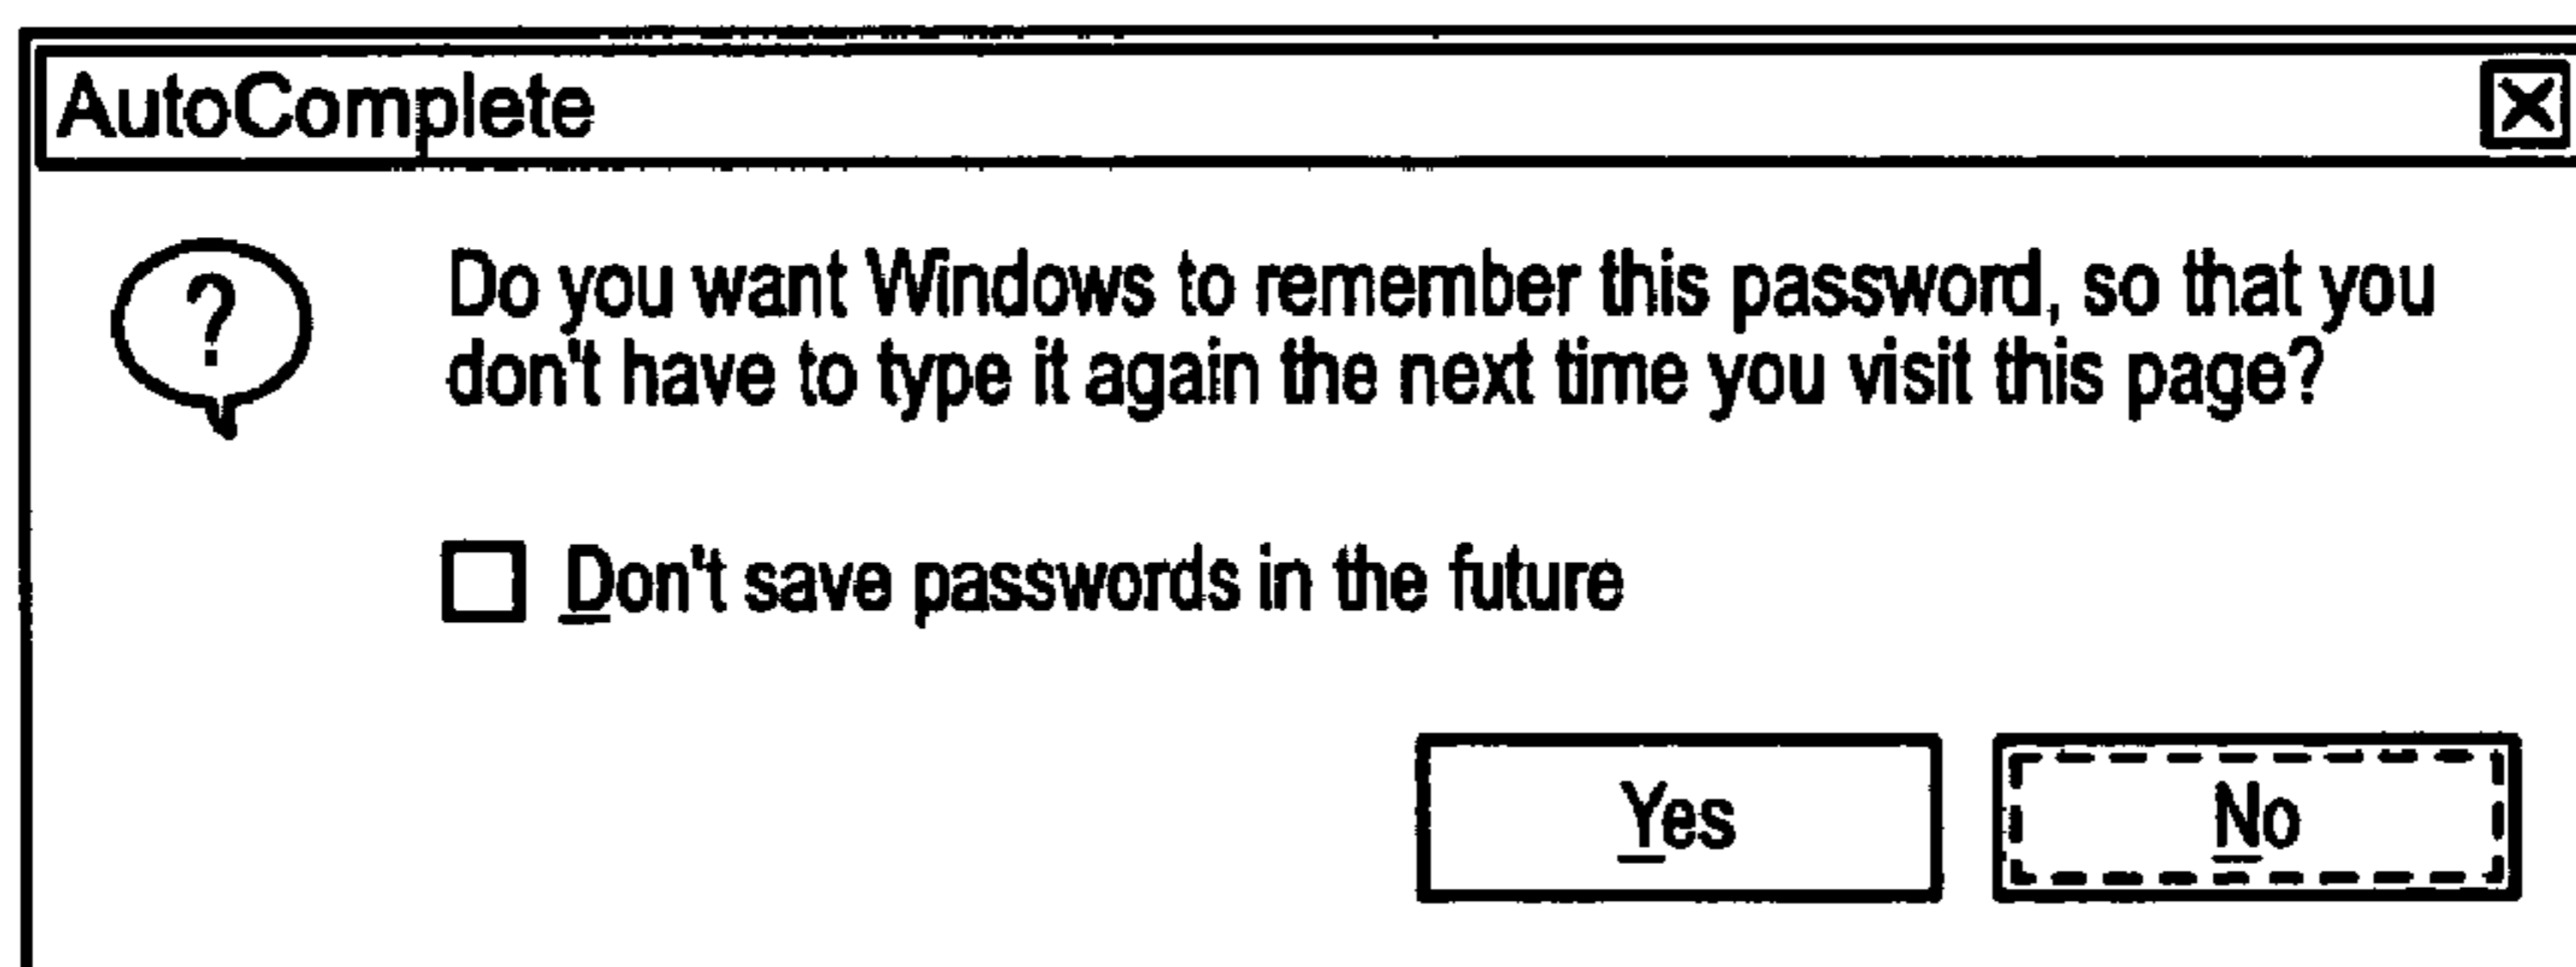 AutoComplete
?
Do you want Windows to remember this password, so that you
don't have to type it again the next time you visit this page?
Don't save passwords in the future
Yes No